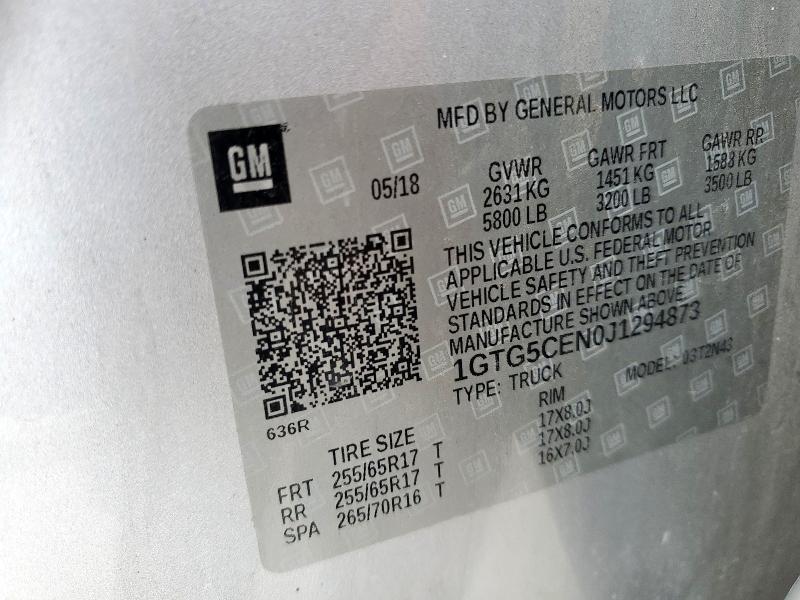 MFD BY GENERAL MOTORS LLC
GM
05/18
GVWR GAWR FRT GAWR RR
2631 KG 1451 KG 1588 KG
5800 LB 3200 LB 3500 LB
THIS VEHICLE CONFORMS TO ALL
APPLICABLE U.S. FEDERAL MOTOR
VEHICLE SAFETY AND THEFT PREVENTION
STANDARDS IN EFFECT ON THE DATE OF
MANUFACTURE SHOWN ABOVE.
1GTG5CEN0J1294873
TYPE: TRUCK MODEL:
636R
TIRE SIZE RIM
FRT 255/65R17 T 17X8.0J
RR 255/65R17 T 17X8.0J
SPA 265/70R16 T 16X7.0J